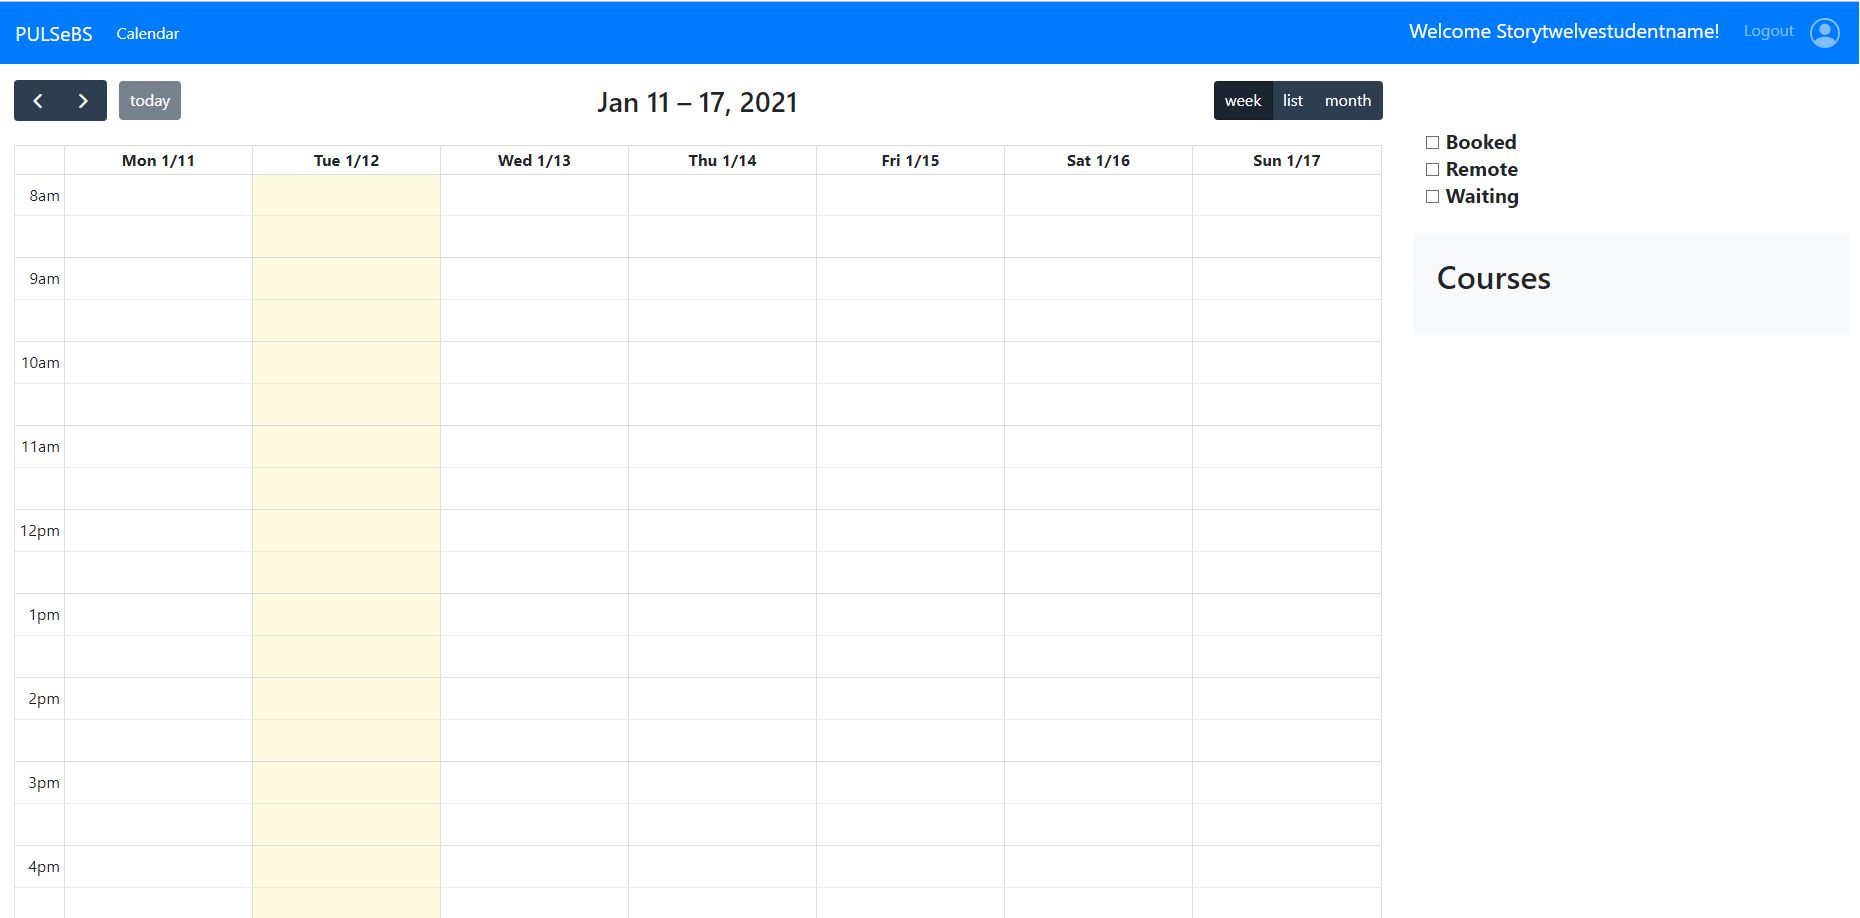 PULSeBS Calendar Welcome Storytwelvestudentname! Logout
today Jan 11 – 17, 2021 week list month
Mon 1/11 Tue 1/12 Wed 1/13 Thu 1/14 Fri 1/15 Sat 1/16 Sun 1/17
8am
9am
10am
11am
12pm
1pm
2pm
3pm
4pm
Booked
Remote
Waiting
Courses